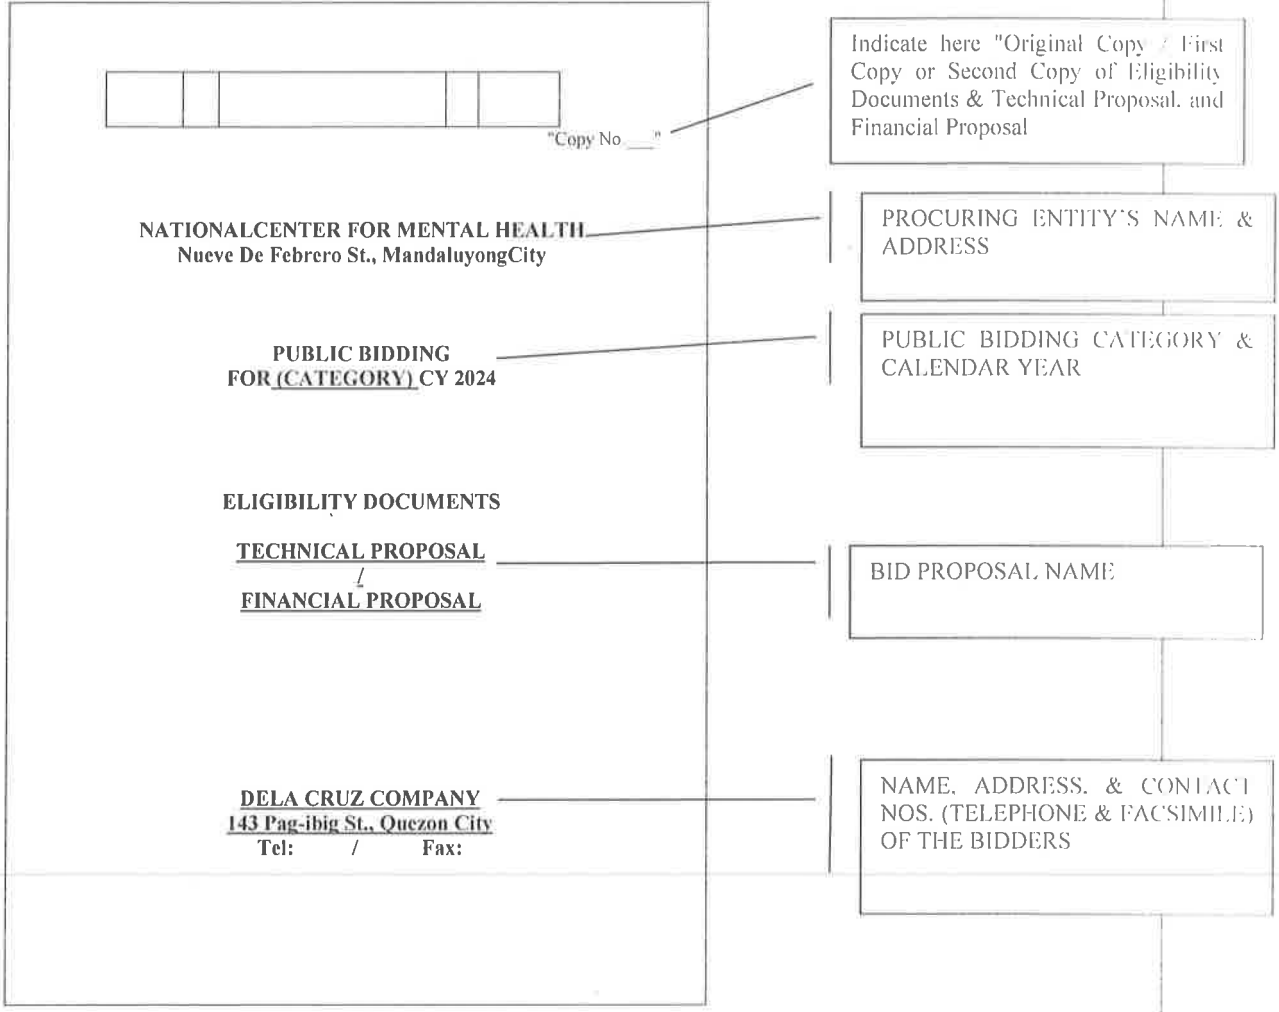 Indicate here "Original Copy / First
Copy or Second Copy of Eligibility
Documents & Technical Proposal. and
Financial Proposal
"Copy No ___"
NATIONALCENTER FOR MENTAL HEALTH
Nueve De Febrero St., MandaluyongCity
PROCURING ENTITY'S NAME &
ADDRESS
PUBLIC BIDDING
FOR (CATEGORY) CY 2024
PUBLIC BIDDING CATEGORY &
CALENDAR YEAR
ELIGIBILITY DOCUMENTS
TECHNICAL PROPOSAL
/
FINANCIAL PROPOSAL
BID PROPOSAL NAME
DELA CRUZ COMPANY
143 Pag-ibig St., Quezon City
Tel: / Fax:
NAME, ADDRESS. & CONTACT
NOS. (TELEPHONE & FACSIMILE)
OF THE BIDDERS